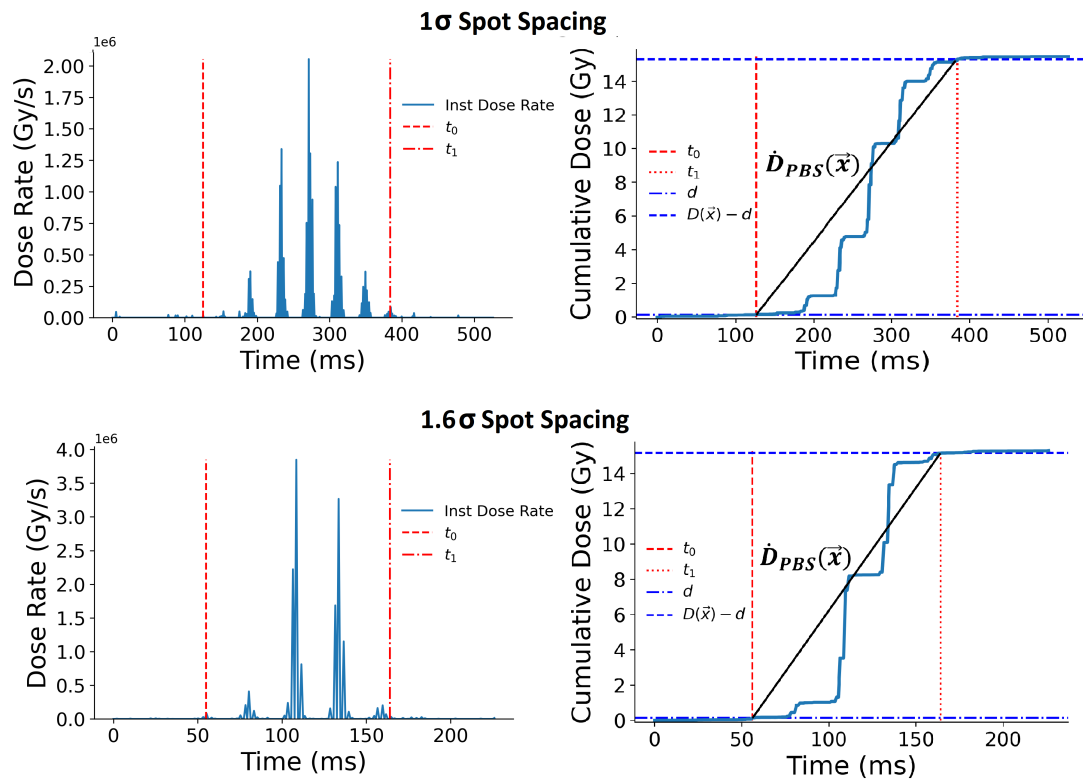 1σ Spot Spacing
1e6
2.00
1.75
1.50
1.25
1.00
0.75
0.50
0.25
0.00
Dose Rate (Gy/s)
Inst Dose Rate
t₀
t₁
0 100 200 300 400 500
Time (ms)
14
12
10
8
6
4
2
0
Cumulative Dose (Gy)
Ḋ_PBS(x⃗)
t₀
t₁
d
D(x⃗) − d
0 100 200 300 400 500
Time (ms)
1.6σ Spot Spacing
1e6
4.0
3.5
3.0
2.5
2.0
1.5
1.0
0.5
0.0
Dose Rate (Gy/s)
Inst Dose Rate
t₀
t₁
0 50 100 150 200
Time (ms)
14
12
10
8
6
4
2
0
Cumulative Dose (Gy)
Ḋ_PBS(x⃗)
t₀
t₁
d
D(x⃗) − d
0 50 100 150 200
Time (ms)